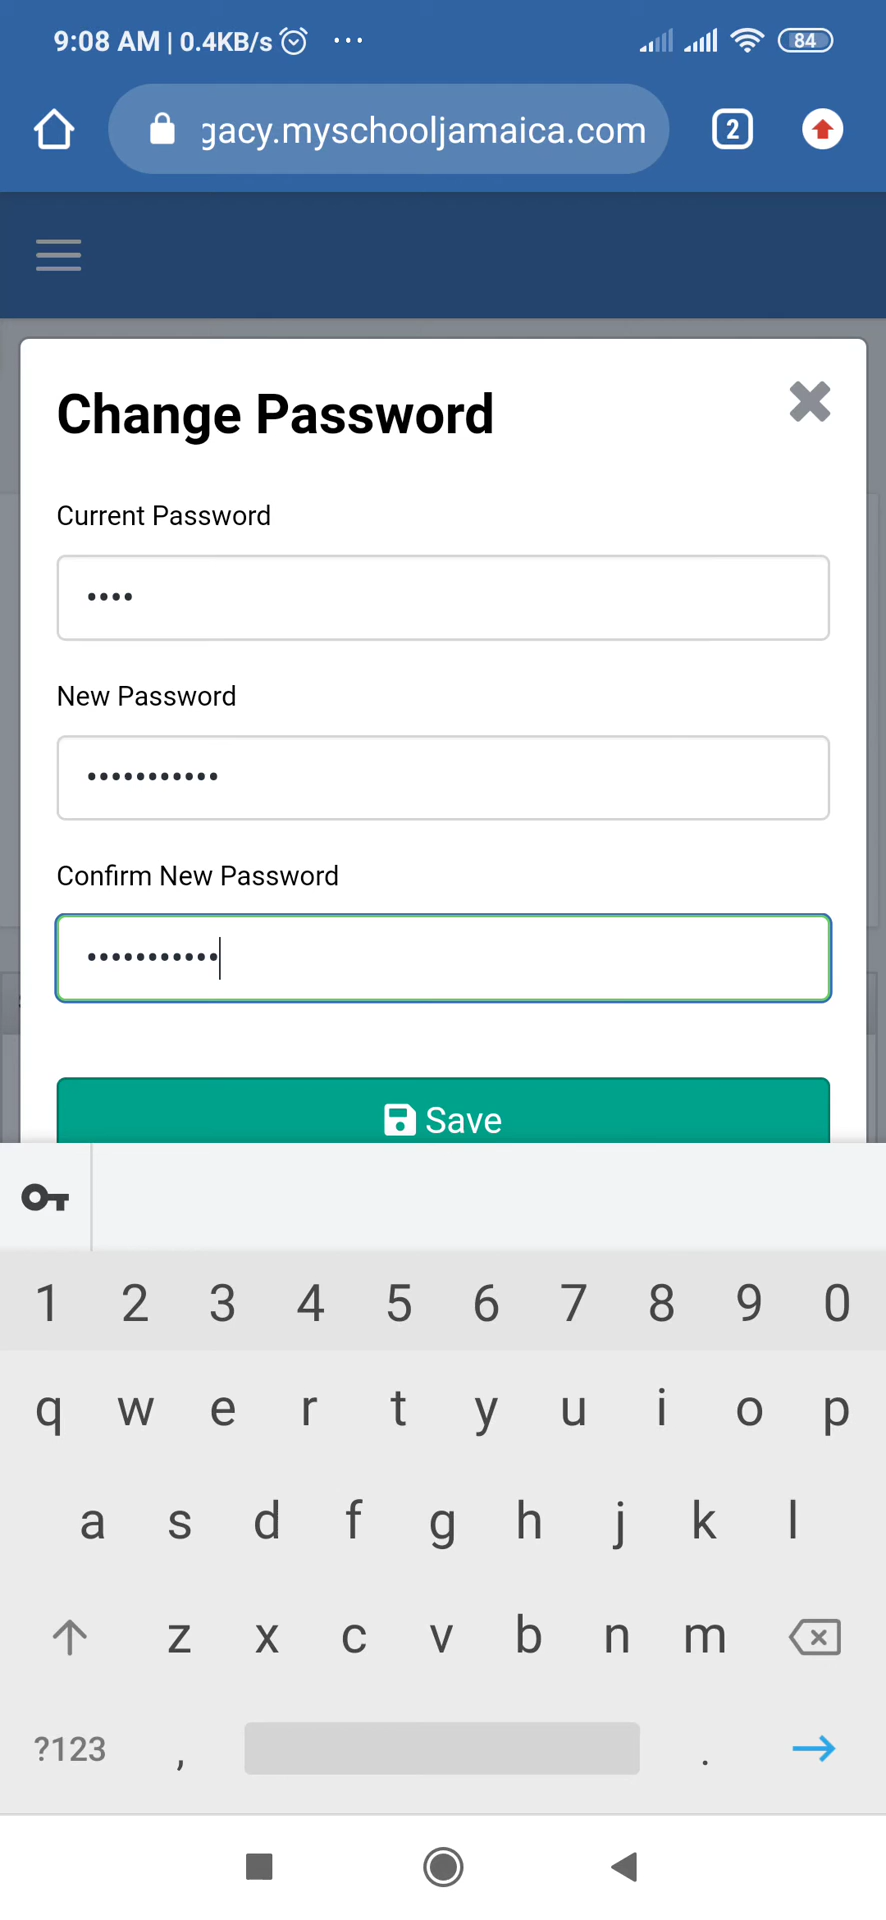 9:08 AM | 0.4KB/s ...
84
gacy.myschooljamaica.com
2
Change Password
Current Password
••••
New Password
•••••••••••
Confirm New Password
•••••••••••
Save
1 2 3 4 5 6 7 8 9 0
q w e r t y u i o p
a s d f g h j k l
z x c v b n m
?123 , .